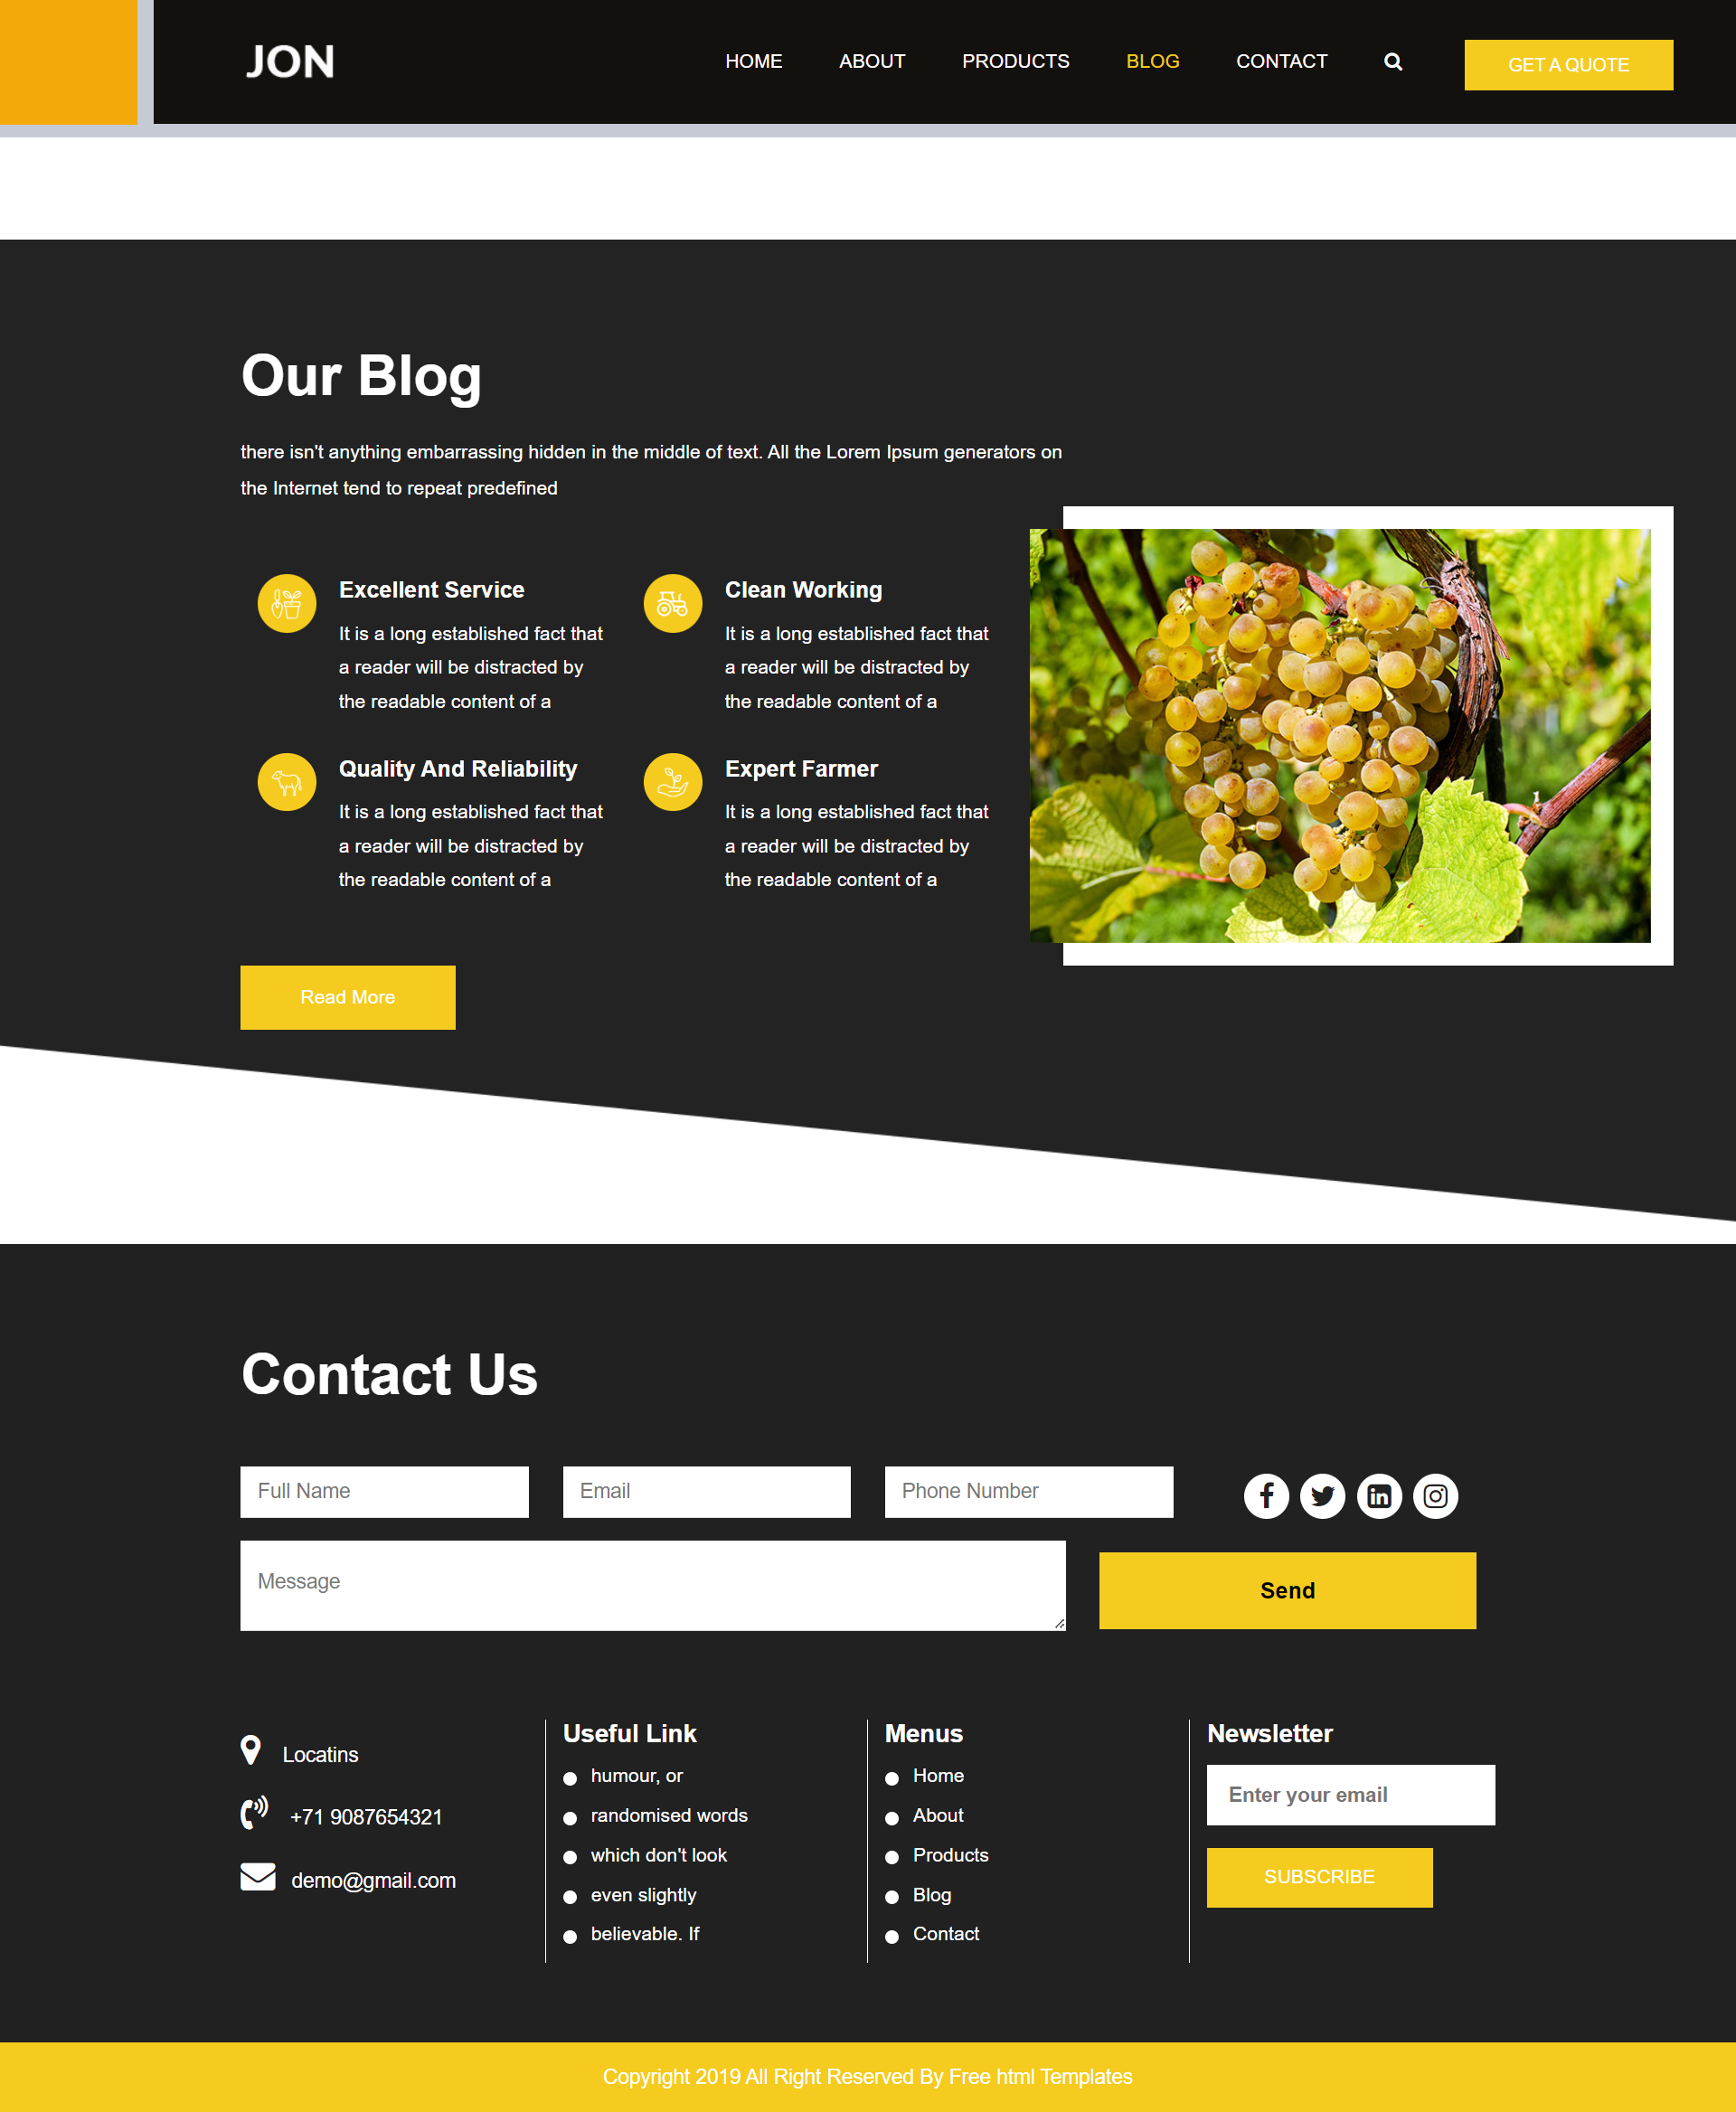 JON
HOME
ABOUT
PRODUCTS
BLOG
CONTACT
GET A QUOTE
Our Blog
there isn't anything embarrassing hidden in the middle of text. All the Lorem Ipsum generators on
the Internet tend to repeat predefined
Excellent Service
It is a long established fact that
a reader will be distracted by
the readable content of a
Clean Working
It is a long established fact that
a reader will be distracted by
the readable content of a
Quality And Reliability
It is a long established fact that
a reader will be distracted by
the readable content of a
Expert Farmer
It is a long established fact that
a reader will be distracted by
the readable content of a
Read More
Contact Us
Full Name
Email
Phone Number
Message
Send
Locatins
+71 9087654321
demo@gmail.com
Useful Link
humour, or
randomised words
which don't look
even slightly
believable. If
Menus
Home
About
Products
Blog
Contact
Newsletter
Enter your email
SUBSCRIBE
Copyright 2019 All Right Reserved By Free html Templates